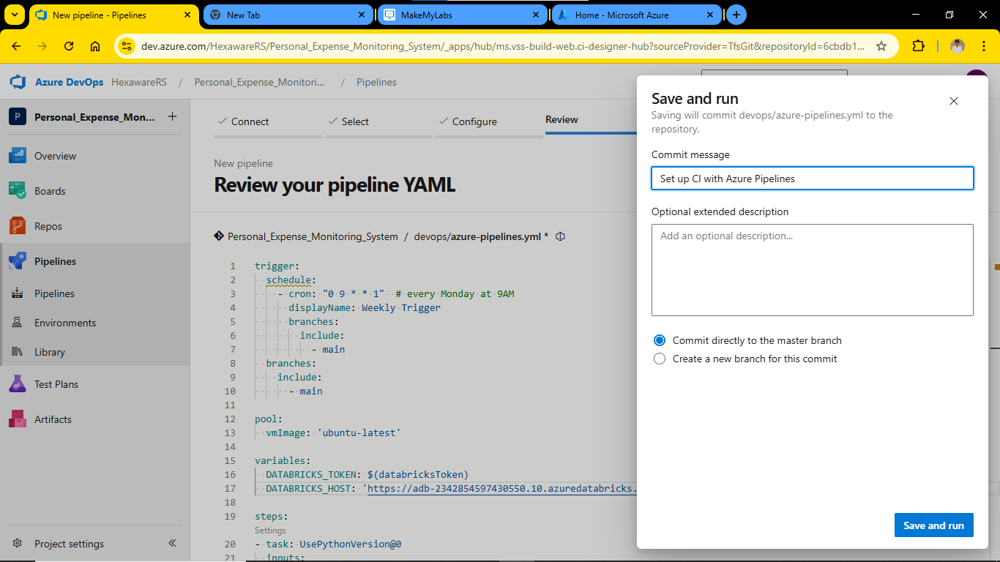 New pipeline - Pipelines
New Tab
MakeMyLabs
Home - Microsoft Azure
dev.azure.com/HexawareRS/Personal_Expense_Monitoring_System/_apps/hub/ms.vss-build-web.ci-designer-hub?sourceProvider=TfsGit&repositoryId=6cbdb1...
Azure DevOps HexawareRS / Personal_Expense_Monitori... / Pipelines
P Personal_Expense_Mon...
Overview
Boards
Repos
Pipelines
Pipelines
Environments
Library
Test Plans
Artifacts
Project settings
Connect
Select
Configure
Review
New pipeline
Review your pipeline YAML
Personal_Expense_Monitoring_System / devops/azure-pipelines.yml *
1 trigger:
2 schedule:
3 - cron: "0 9 * * 1" # every Monday at 9AM
4 displayName: Weekly Trigger
5 branches:
6 include:
7 - main
8 branches:
9 include:
10 - main
11
12 pool:
13 vmImage: 'ubuntu-latest'
14
15 variables:
16 DATABRICKS_TOKEN: $(databricksToken)
17 DATABRICKS_HOST: 'https://adb-2342854597430550.10.azuredatabricks.
18
19 steps:
Settings
20 - task: UsePythonVersion@0
21 inputs:
Save and run
Saving will commit devops/azure-pipelines.yml to the
repository.
Commit message
Set up CI with Azure Pipelines
Optional extended description
Add an optional description...
Commit directly to the master branch
Create a new branch for this commit
Save and run